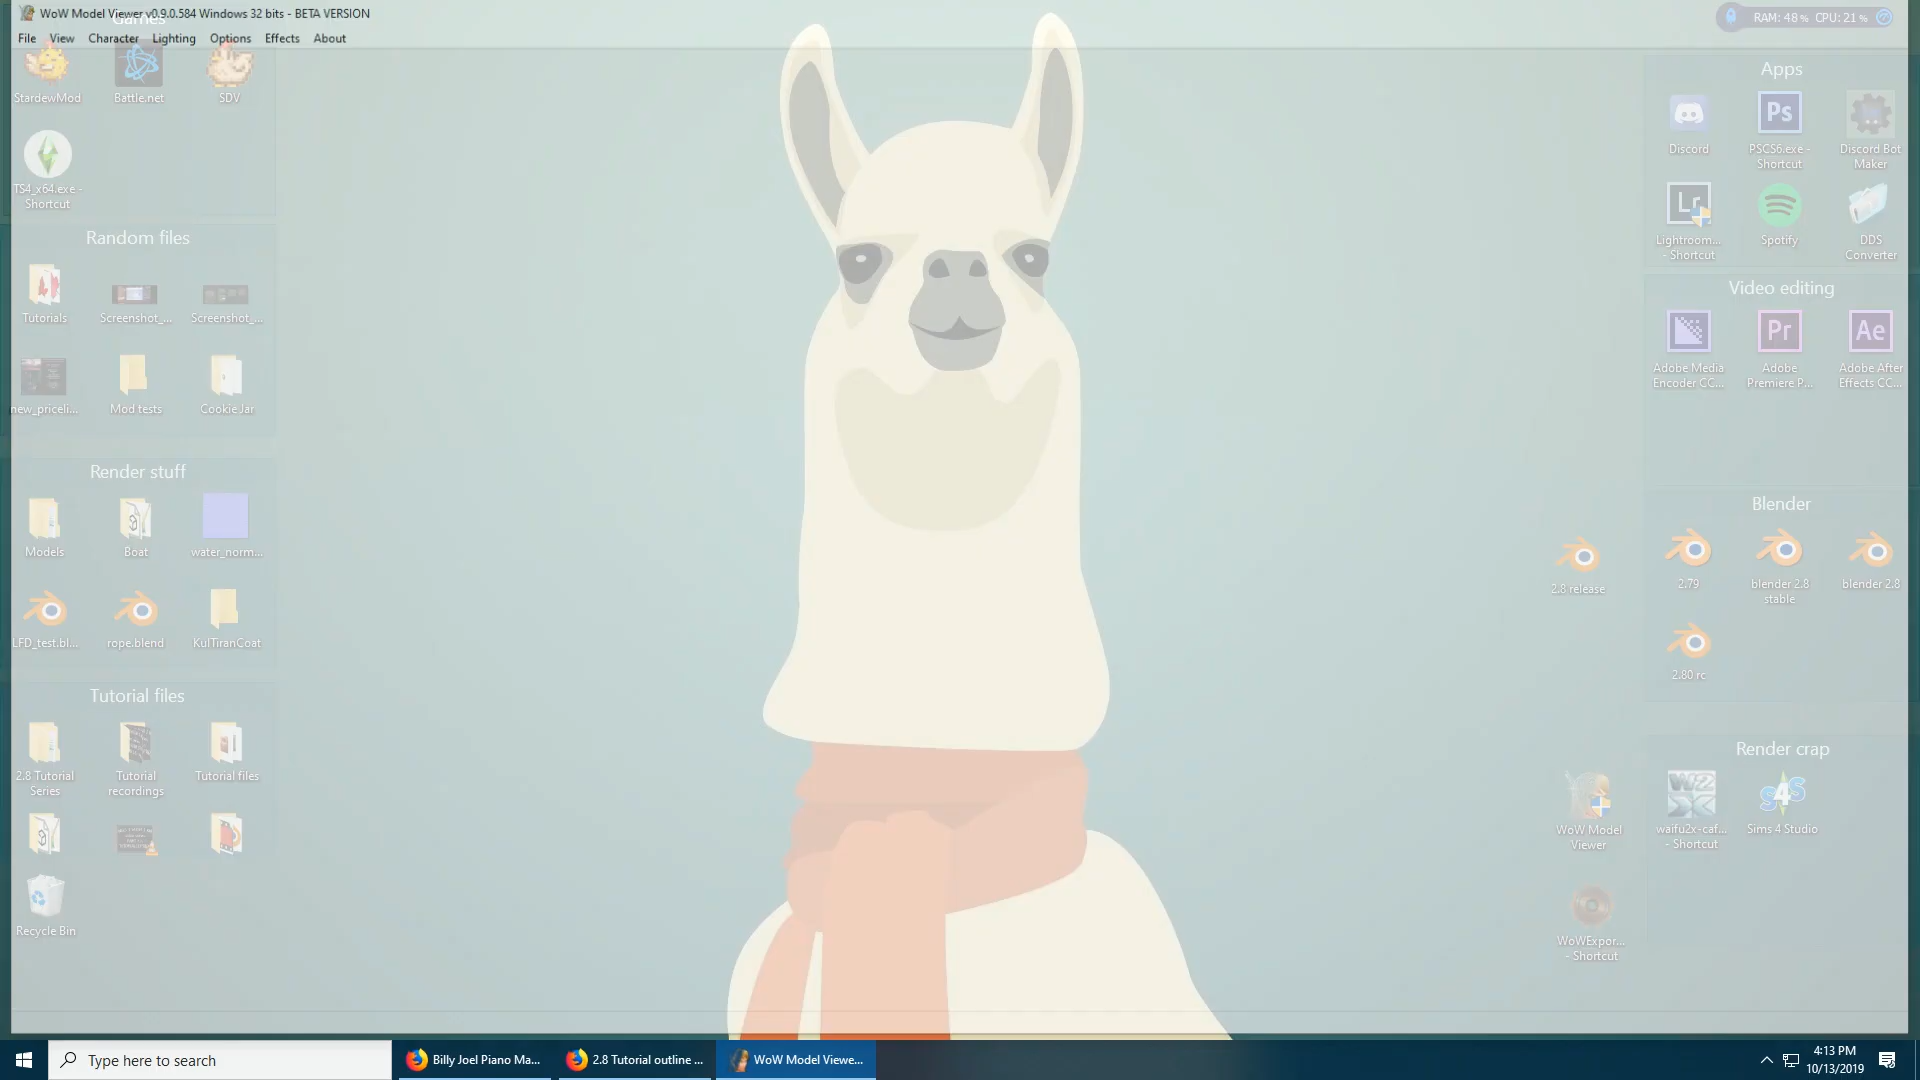 WoW Model Viewer v0.9.0.584 Windows 32 bits - BETA VERSION
Games
File View Character Lighting Options Effects About
RAM: 48% CPU: 21%
StardewMod
Battle.net
SDV
TS4_x64.exe -
Shortcut
Random files
Tutorials
Screenshot_...
Screenshot_...
new_priceli...
Mod tests
Cookie Jar
Render stuff
Models
Boat
water_norm...
LFD_test.bl...
rope.blend
KulTiranCoat
Tutorial files
2.8 Tutorial
Series
Tutorial
recordings
Tutorial files
Recycle Bin
Apps
Discord
Ps
PSCS6.exe -
Shortcut
Discord Bot
Maker
Lr
Lightroom...
- Shortcut
Spotify
DDS
Converter
Video editing
Adobe Media
Encoder CC...
Pr
Adobe
Premiere P...
Ae
Adobe After
Effects CC...
Blender
2.8 release
2.79
blender 2.8
stable
blender 2.8
2.80 rc
Render crap
WoW Model
Viewer
W2X
waifu2x-caf...
- Shortcut
S4S
Sims 4 Studio
WoWExpor...
- Shortcut
Type here to search
Billy Joel Piano Ma...
2.8 Tutorial outline ...
WoW Model Viewe...
4:13 PM
10/13/2019